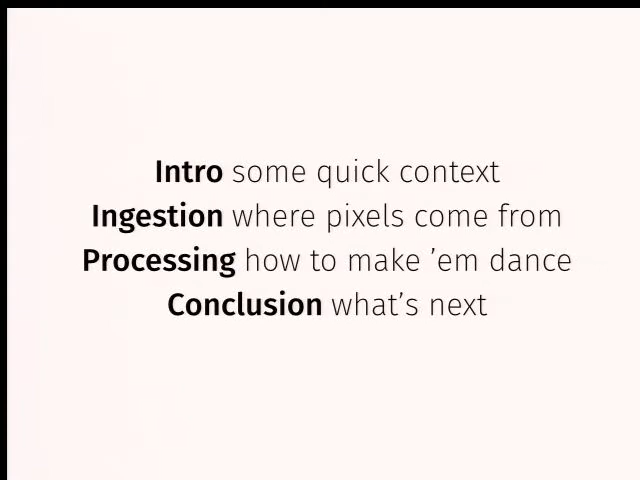 Intro some quick context
Ingestion where pixels come from
Processing how to make ’em dance
Conclusion what’s next